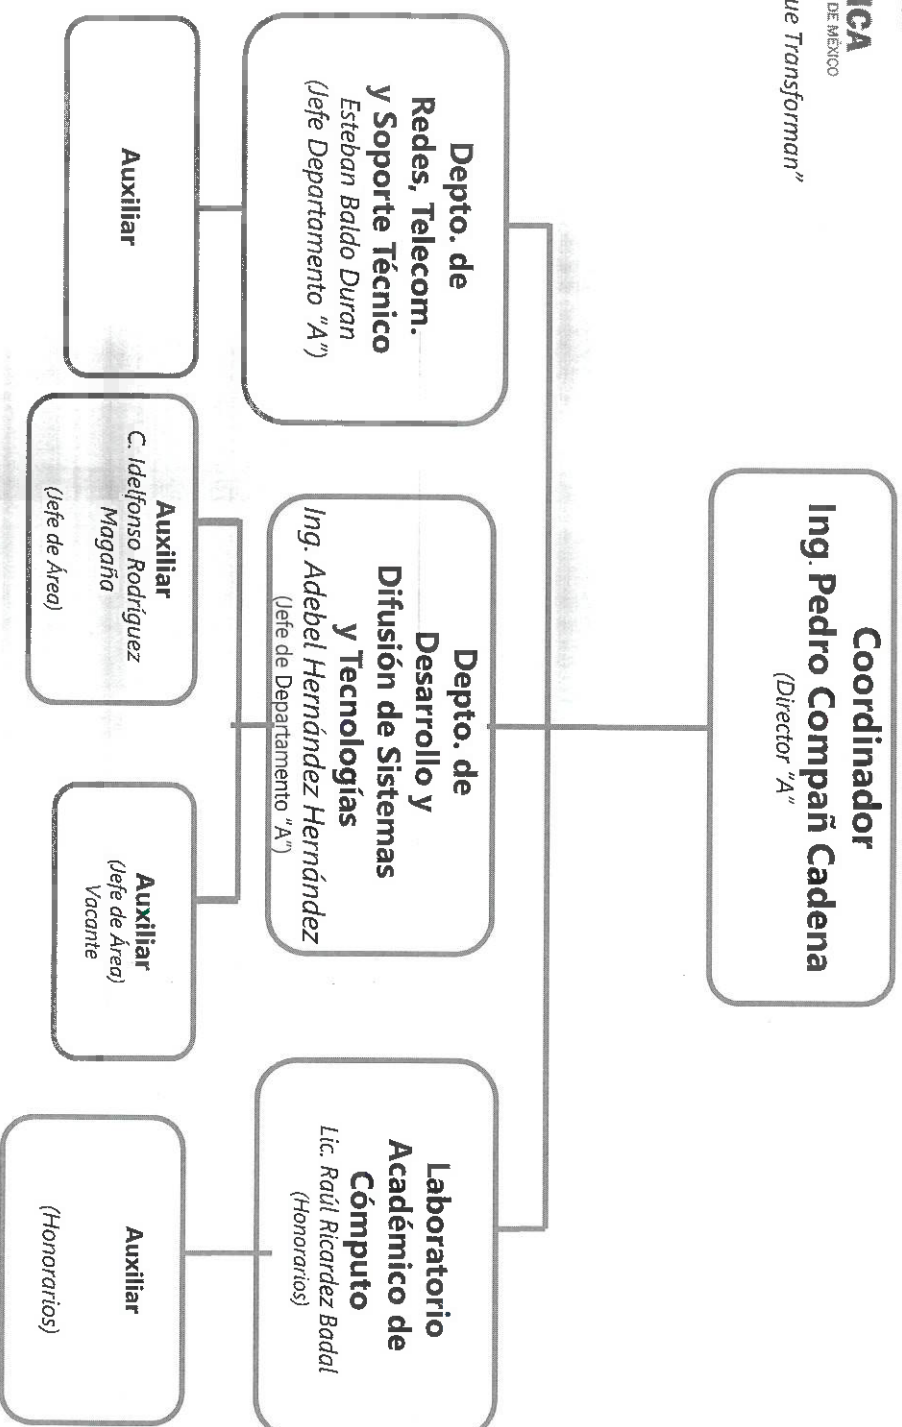 ICA
DE MÉXICO
ue Transforman"
Coordinador
Ing. Pedro Compañ Cadena
(Director "A"
Depto. de
Redes, Telecom.
y Soporte Técnico
Esteban Baldo Duran
(Jefe Departamento "A")
Depto. de
Desarrollo y
Difusión de Sistemas
y Tecnologías
Ing. Adebel Hernández Hernández
(Jefe de Departamento "A")
Laboratorio
Académico de
Cómputo
Lic. Raúl Ricardez Badal
(Honorarios)
Auxiliar
Auxiliar
C. Idelfonso Rodríguez
Magaña
(Jefe de Área)
Auxiliar
(Jefe de Área)
Vacante
Auxiliar
(Honorarios)